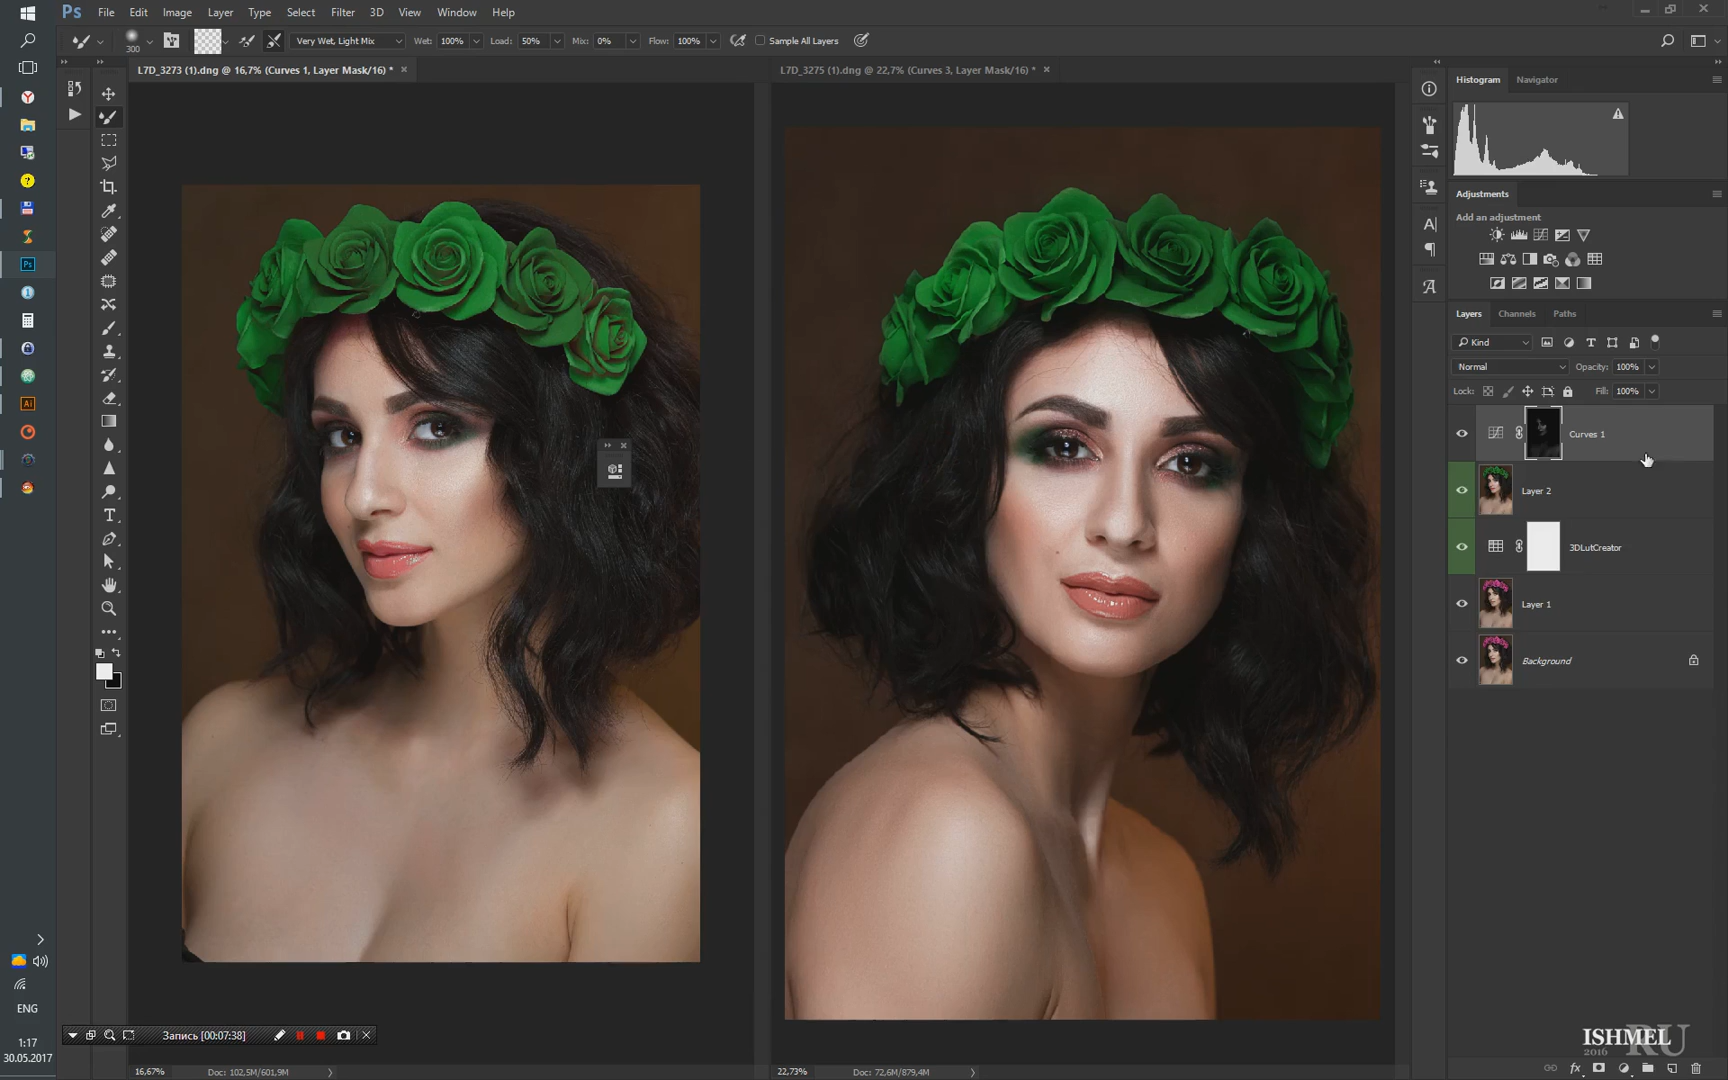 Ps File Edit Image Layer Type Select Filter 3D View Window Help
300 Very Wet, Light Mix Wet: 100% Load: 50% Mix: 0% Flow: 100% Sample All Layers
L7D_3273 (1).dng @ 16,7% (Curves 1, Layer Mask/16) *
L7D_3275 (1).dng @ 22,7% (Curves 3, Layer Mask/16) *
Histogram Navigator
Adjustments
Add an adjustment
Layers Channels Paths
Kind
Normal Opacity: 100%
Lock: Fill: 100%
Curves 1
Layer 2
3DLutCreator
Layer 1
Background
ENG
1:17
30.05.2017
Запись [00:07:38]
16,67% Doc: 102,5M/601,9M
22,73% Doc: 72,6M/879,4M
ISHMEL
2016 RU